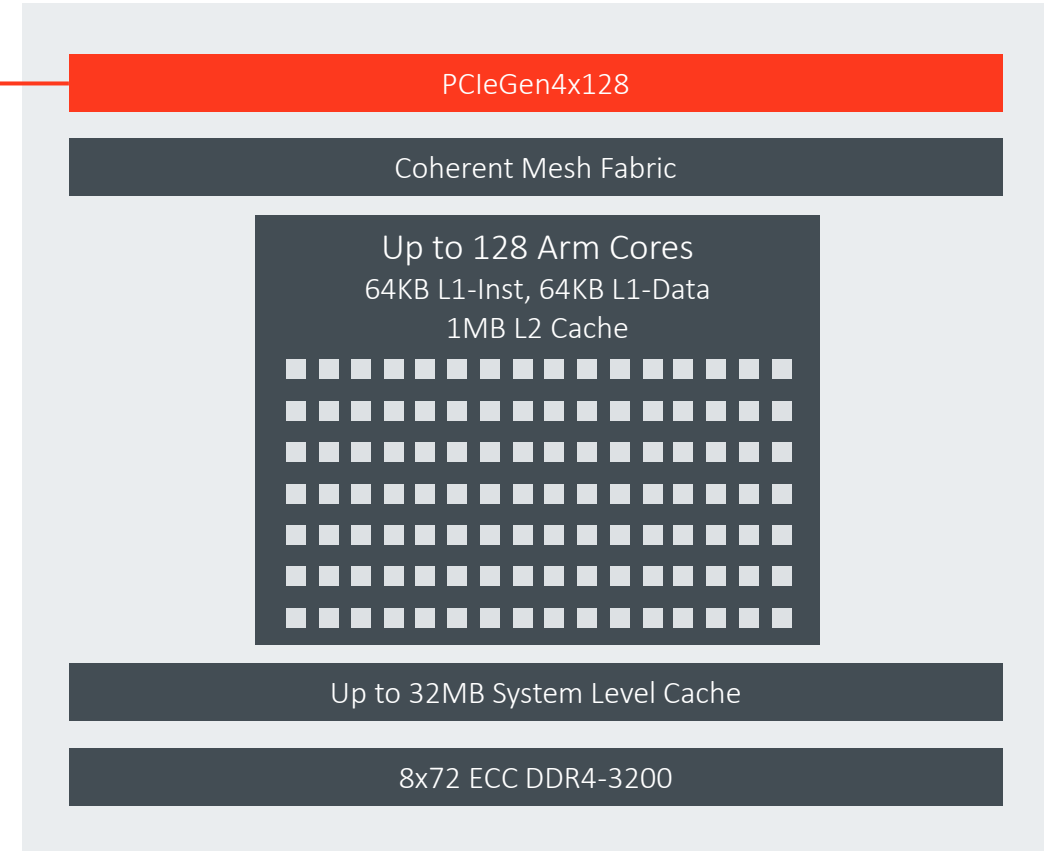 PCIeGen4x128
Coherent Mesh Fabric
Up to 128 Arm Cores
64KB L1-Inst, 64KB L1-Data
1MB L2 Cache
Up to 32MB System Level Cache
8x72 ECC DDR4-3200